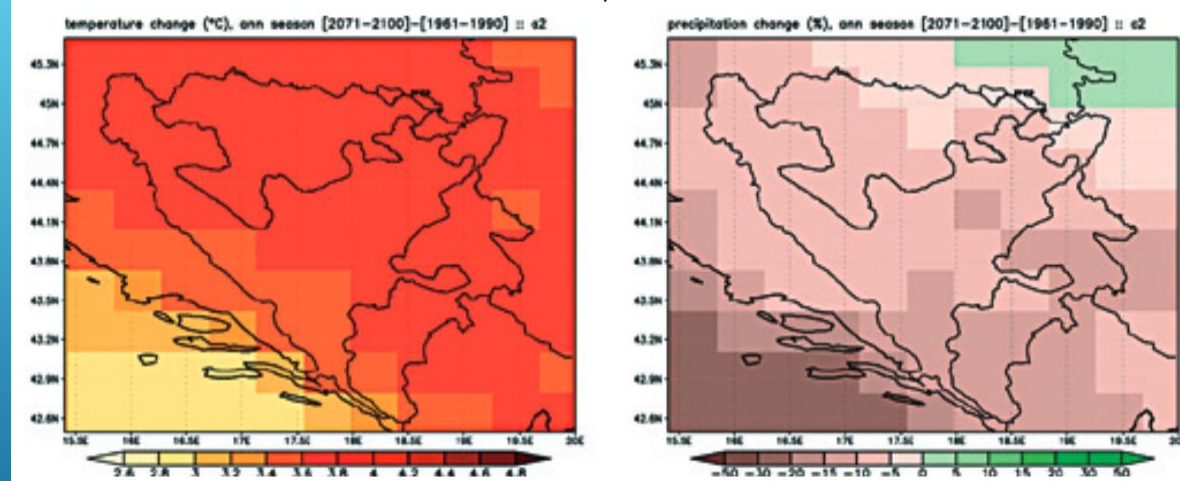 temperature change (°C), ann season [2071−2100]−[1961−1990] :: a2
45.3N
45N
44.7N
44.4N
44.1N
43.8N
43.5N
43.2N
42.9N
42.6N
15.5E 16E 16.5E 17E 17.5E 18E 18.5E 19E 19.5E 20E
2.6 2.8 3 3.2 3.4 3.6 3.8 4 4.2 4.4 4.6 4.8
precipitation change (%), ann season [2071−2100]−[1961−1990] :: a2
45.3N
45N
44.7N
44.4N
44.1N
43.8N
43.5N
43.2N
42.9N
42.6N
15.5E 16E 16.5E 17E 17.5E 18E 18.5E 19E 19.5E
−50 −30 −20 −15 −10 −5 0 5 10 15 20 30 50